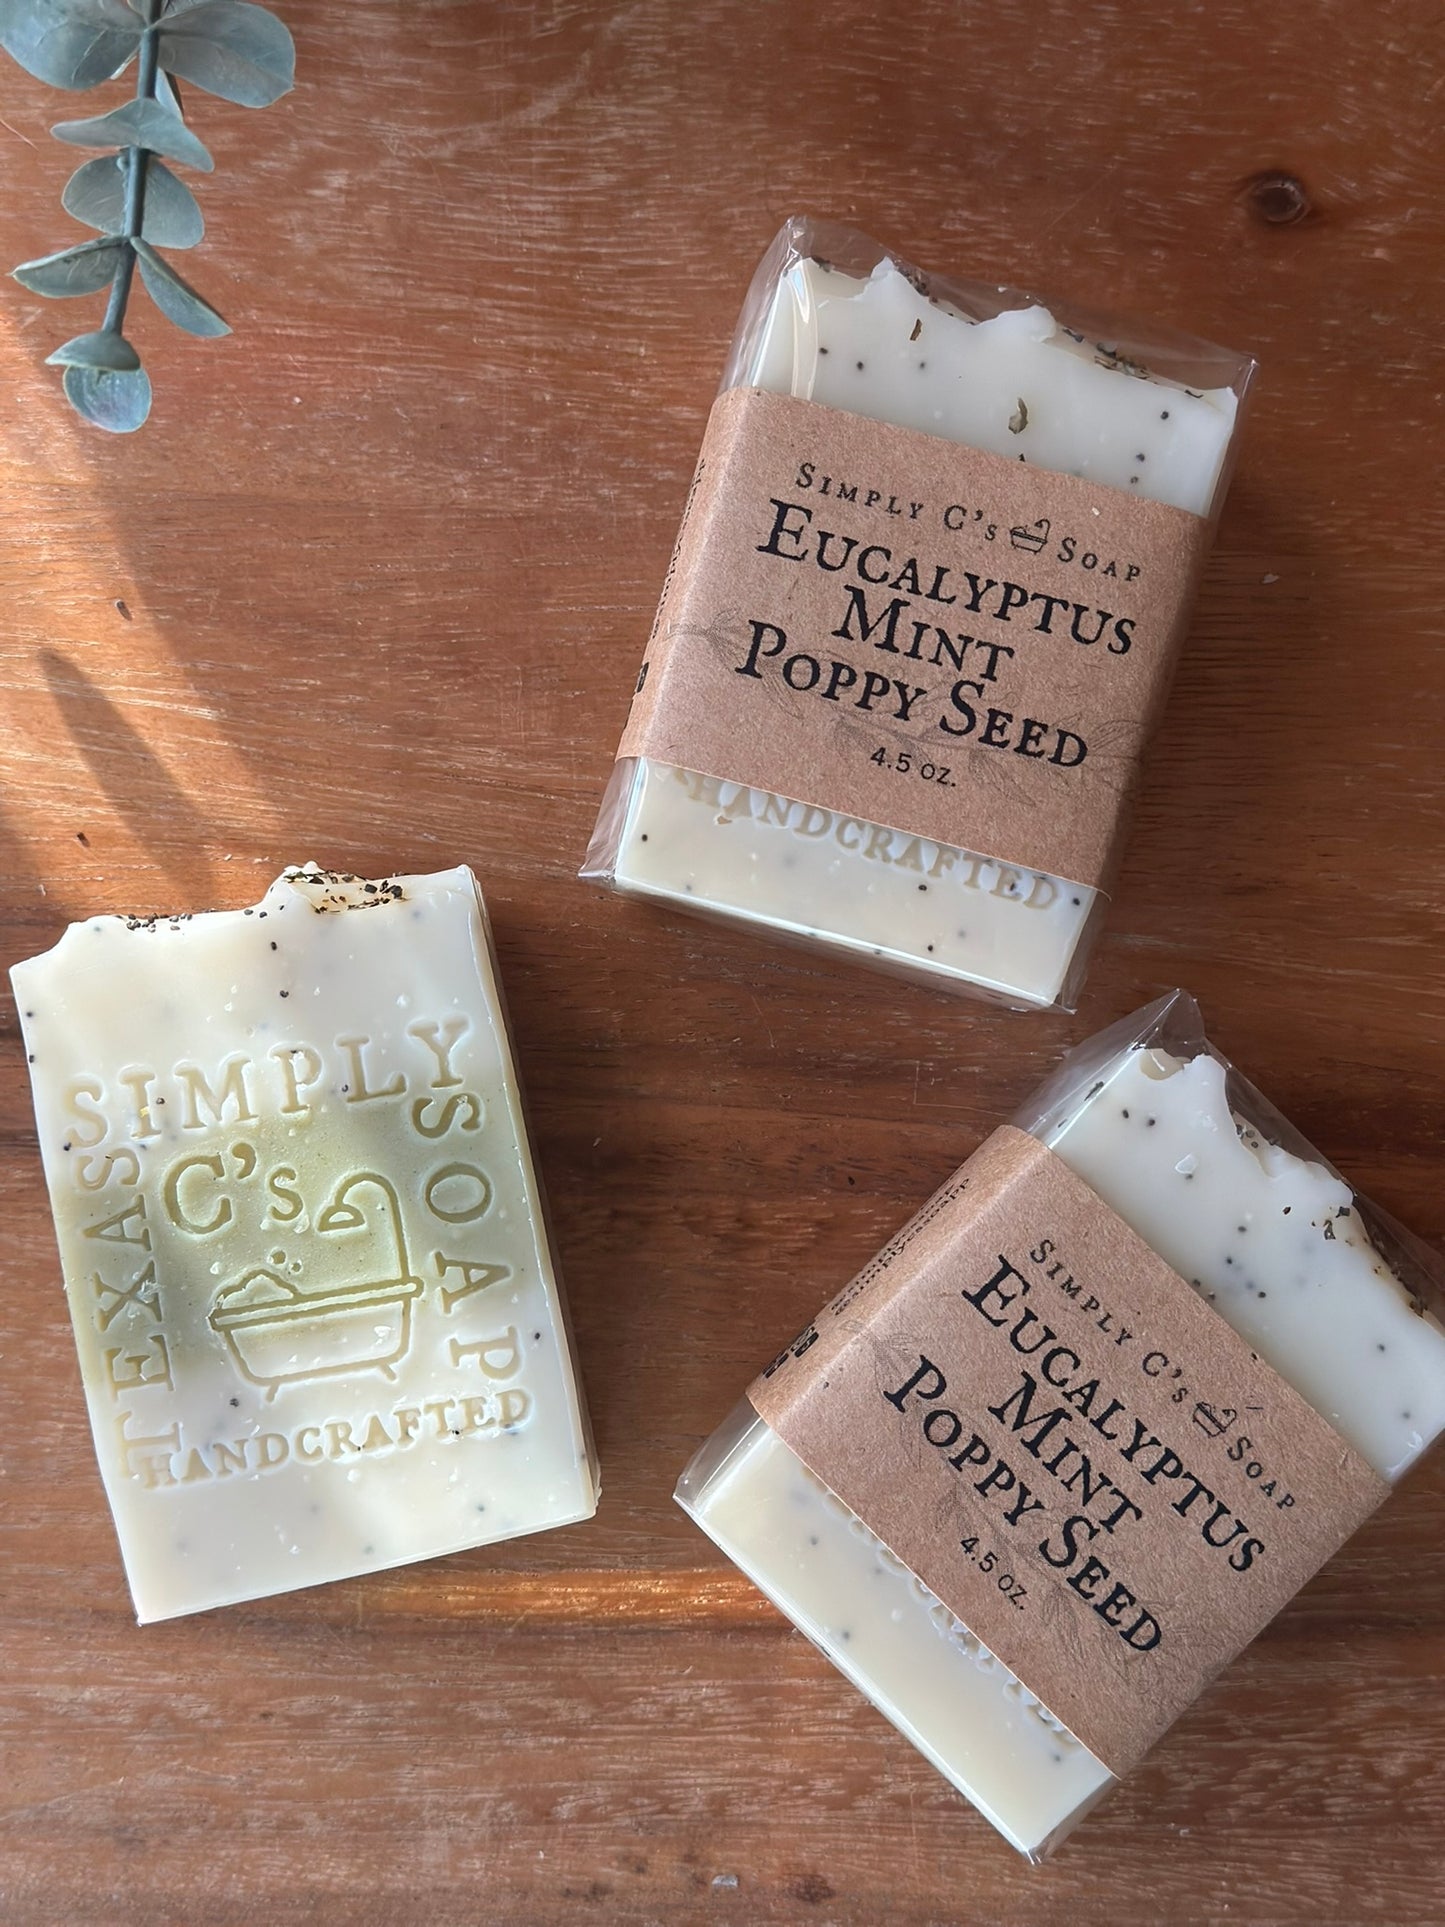 Simply C's Soap
Eucalyptus
Mint
Poppy Seed
4.5 oz.
HANDCRAFTED
SIMPLY
C's
SOAP
TEXAS
HANDCRAFTED
Simply C's Soap
Eucalyptus
Mint
Poppy Seed
4.5 oz.